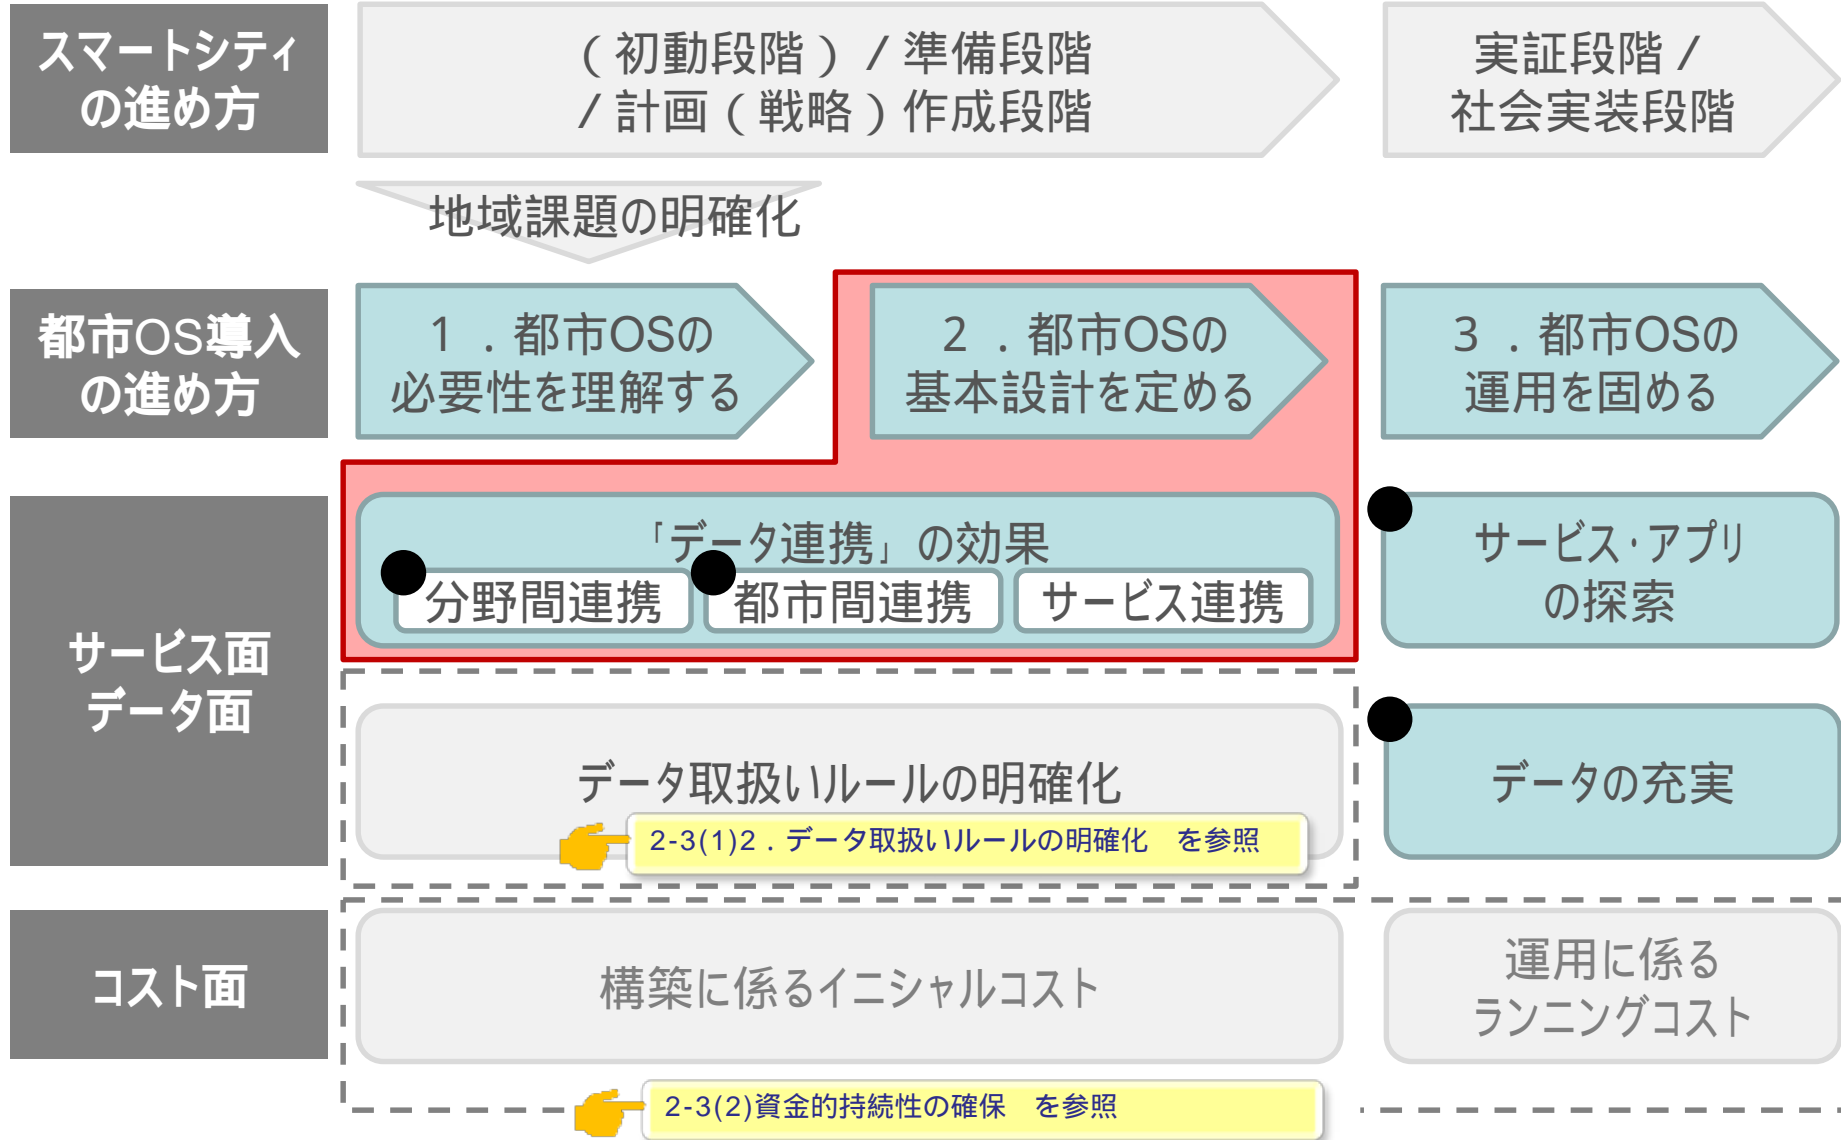 スマートシティ
の進め方
（初動段階）/準備段階
/計画（戦略）作成段階
実証段階/
社会実装段階
地域課題の明確化
都市OS導入
の進め方
1．都市OSの
必要性を理解する
2．都市OSの
基本設計を定める
3．都市OSの
運用を固める
サービス面
データ面
「データ連携」の効果
分野間連携
都市間連携
サービス連携
サービス・アプリ
の探索
データ取扱いルールの明確化
2-3(1)2．データ取扱いルールの明確化　を参照
データの充実
コスト面
構築に係るイニシャルコスト
運用に係る
ランニングコスト
2-3(2)資金的持続性の確保　を参照